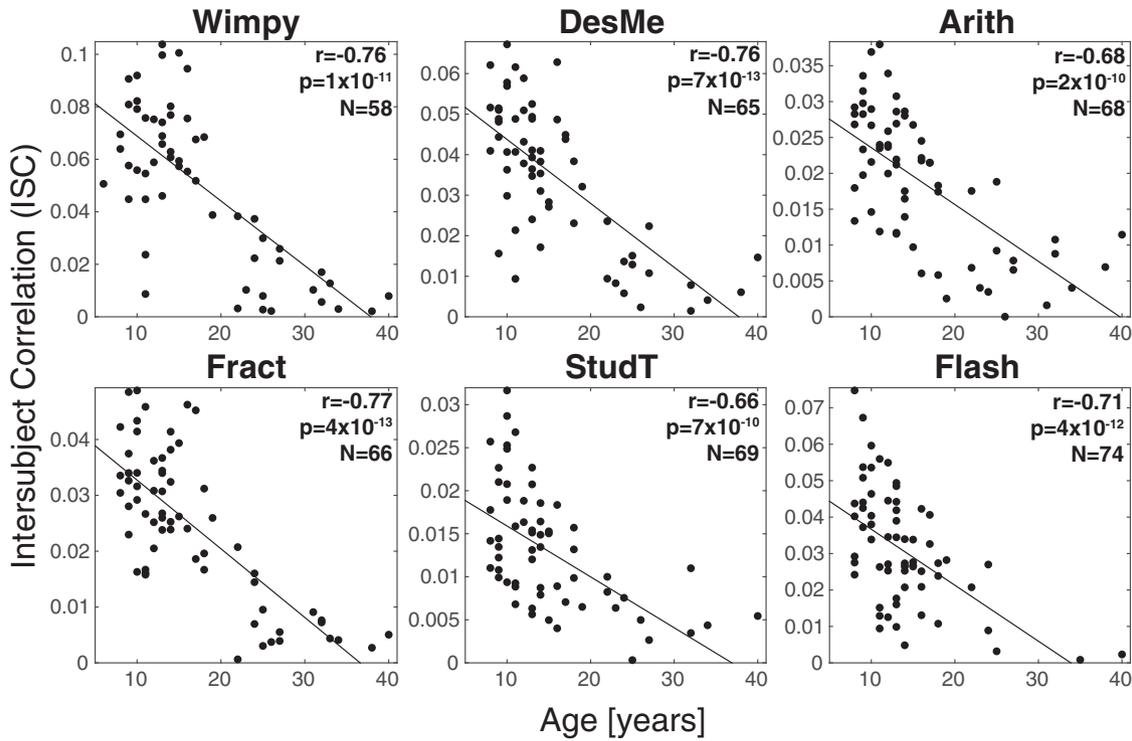 Wimpy
r=-0.76
p=1x10⁻¹¹
N=58
0.1
0.08
0.06
0.04
0.02
0
10 20 30 40
DesMe
r=-0.76
p=7x10⁻¹³
N=65
0.06
0.05
0.04
0.03
0.02
0.01
0
10 20 30 40
Arith
r=-0.68
p=2x10⁻¹⁰
N=68
0.035
0.03
0.025
0.02
0.015
0.01
0.005
0
10 20 30 40
Intersubject Correlation (ISC)
Fract
r=-0.77
p=4x10⁻¹³
N=66
0.04
0.03
0.02
0.01
0
10 20 30 40
StudT
r=-0.66
p=7x10⁻¹⁰
N=69
0.03
0.025
0.02
0.015
0.01
0.005
0
10 20 30 40
Flash
r=-0.71
p=4x10⁻¹²
N=74
0.07
0.06
0.05
0.04
0.03
0.02
0.01
0
10 20 30 40
Age [years]